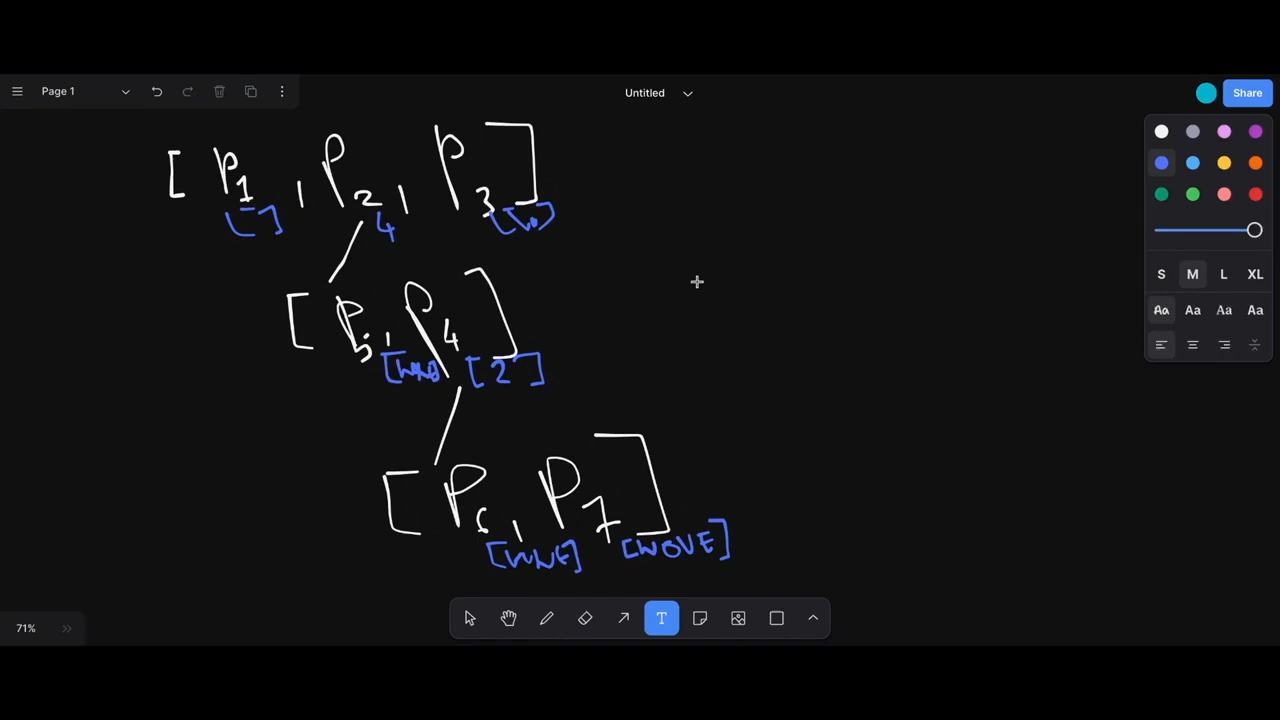 Page 1
Untitled
Share
[ P1 , P2 , P3 ]
4
[ P5 , P4 ]
[ 2 ]
[ P6 , P7 ]
S M L XL
Aa Aa Aa Aa
T
71%